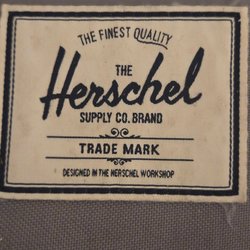 THE FINEST QUALITY
THE
Herschel
SUPPLY CO. BRAND
TRADE MARK
DESIGNED IN THE HERSCHEL WORKSHOP